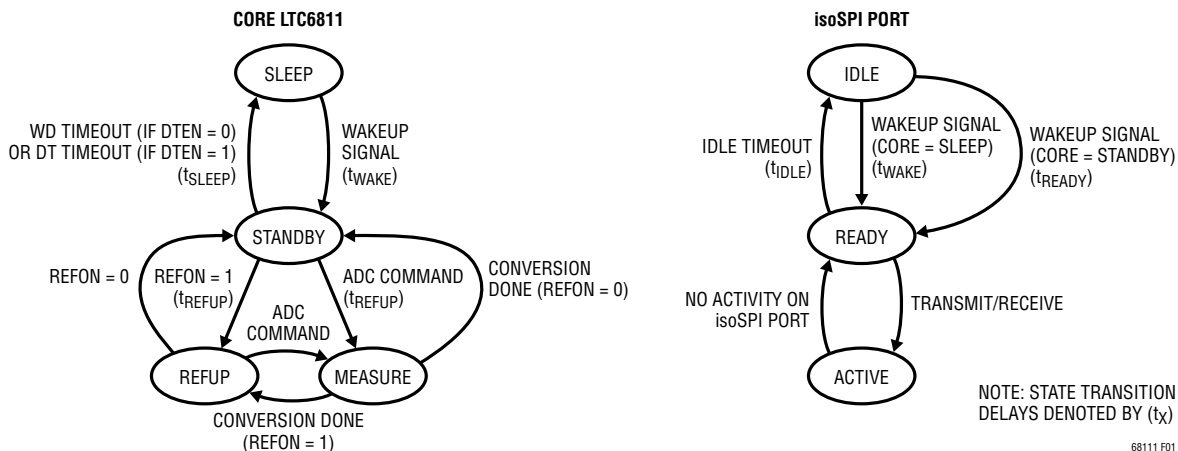 CORE LTC6811
SLEEP
WD TIMEOUT (IF DTEN = 0)
OR DT TIMEOUT (IF DTEN = 1)
(tSLEEP)
WAKEUP
SIGNAL
(tWAKE)
STANDBY
REFON = 0
REFON = 1
(tREFUP)
ADC COMMAND
(tREFUP)
CONVERSION
DONE (REFON = 0)
ADC
COMMAND
REFUP
MEASURE
CONVERSION DONE
(REFON = 1)
isoSPI PORT
IDLE
IDLE TIMEOUT
(tIDLE)
WAKEUP SIGNAL
(CORE = SLEEP)
(tWAKE)
WAKEUP SIGNAL
(CORE = STANDBY)
(tREADY)
READY
NO ACTIVITY ON
isoSPI PORT
TRANSMIT/RECEIVE
ACTIVE
NOTE: STATE TRANSITION
DELAYS DENOTED BY (tX)
68111 F01